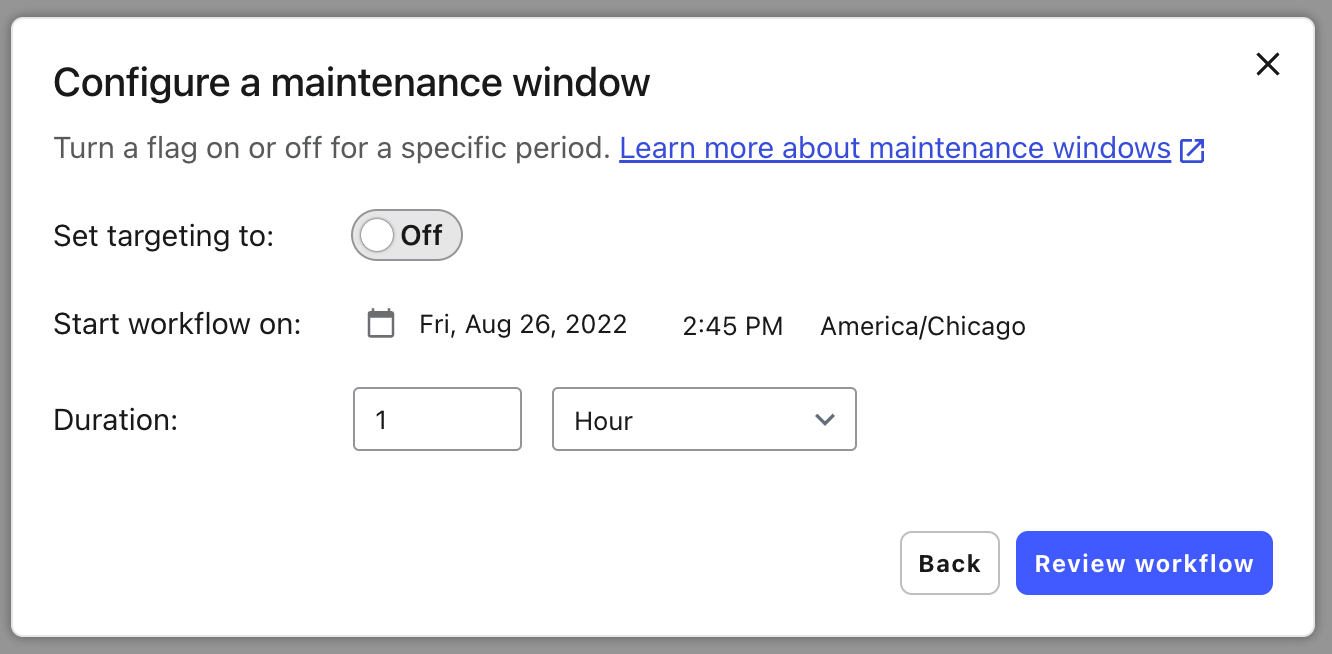 Configure a maintenance window
Turn a flag on or off for a specific period. Learn more about maintenance windows
Set targeting to: Off
Start workflow on: Fri, Aug 26, 2022 2:45 PM America/Chicago
Duration: 1 Hour
Back Review workflow